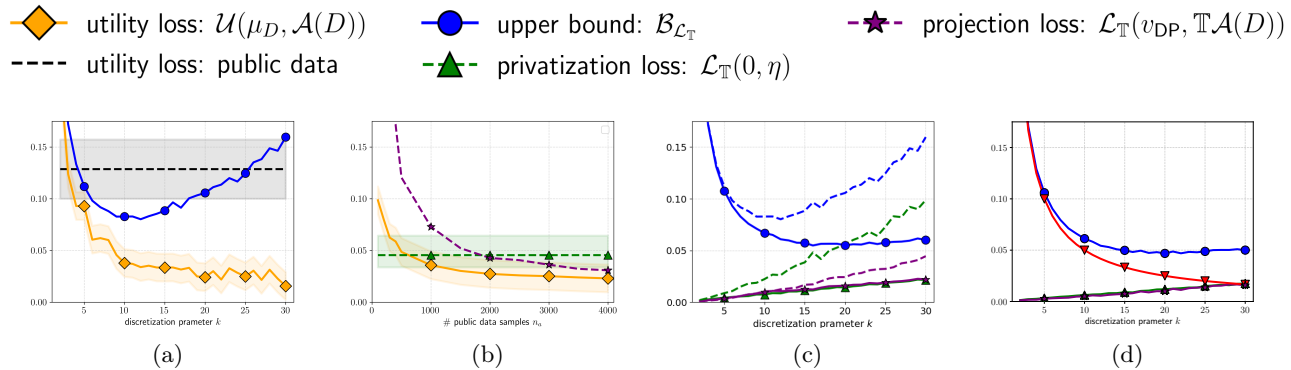 utility loss: 𝒰(μ_D, 𝒜(D)) upper bound: ℬ_ℒ_𝕋 projection loss: ℒ_𝕋(v_DP, 𝕋𝒜(D))
utility loss: public data privatization loss: ℒ_𝕋(0, η)
0.15
0.10
0.05
0.00
5 10 15 20 25 30
discretization prameter k
(a)
0.15
0.10
0.05
0.00
0 1000 2000 3000 4000
# public data samples n_a
(b)
0.15
0.10
0.05
0.00
5 10 15 20 25 30
discretization prameter k
(c)
0.15
0.10
0.05
0.00
5 10 15 20 25 30
discretization prameter k
(d)